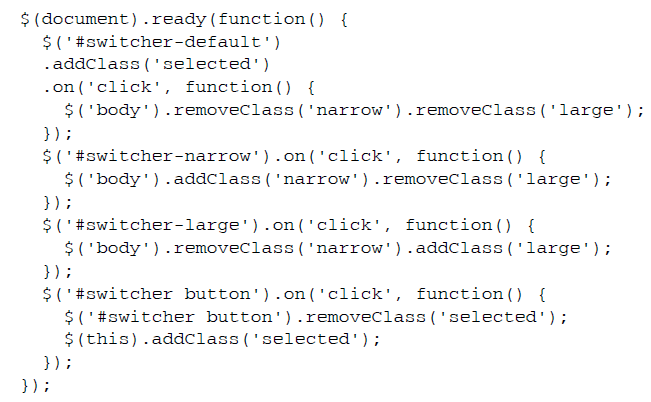 $(document).ready(function() {
  $('#switcher-default')
  .addClass('selected')
  .on('click', function() {
    $('body').removeClass('narrow').removeClass('large');
  });
  $('#switcher-narrow').on('click', function() {
    $('body').addClass('narrow').removeClass('large');
  });
  $('#switcher-large').on('click', function() {
    $('body').removeClass('narrow').addClass('large');
  });
  $('#switcher button').on('click', function() {
    $('#switcher button').removeClass('selected');
    $(this).addClass('selected');
  });
});